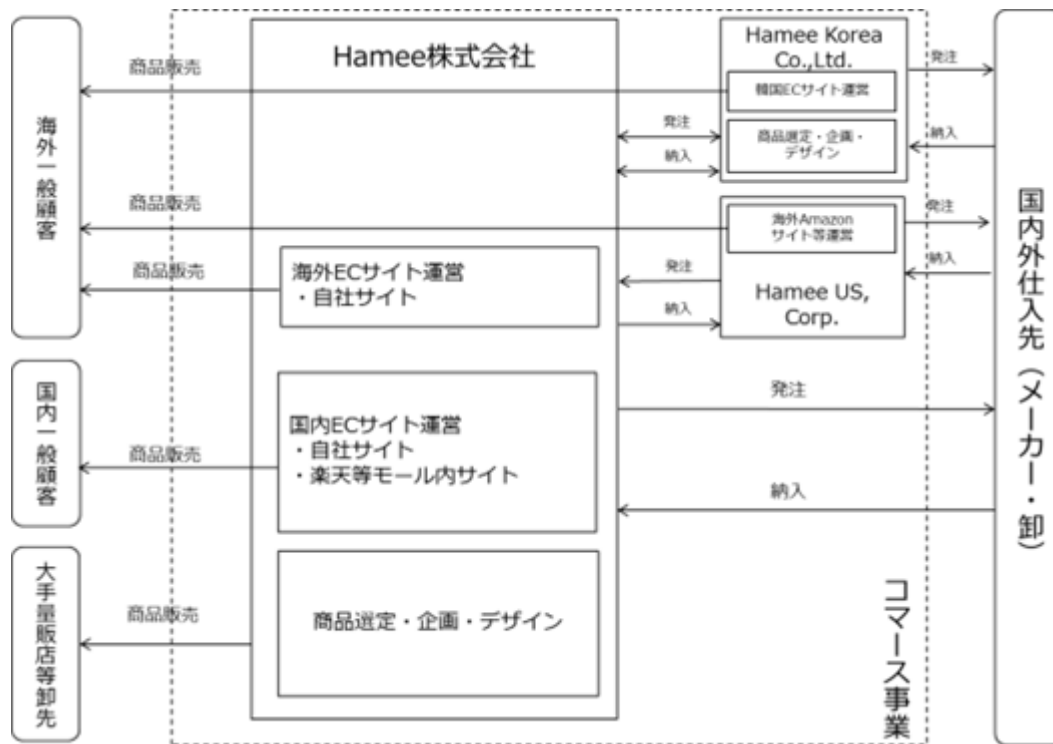 海外一般顧客
国内一般顧客
大手量販店等卸先
商品販売
商品販売
商品販売
商品販売
商品販売
Hamee株式会社
海外ECサイト運営
・自社サイト
国内ECサイト運営
・自社サイト
・楽天等モール内サイト
商品選定・企画・デザイン
発注
納入
発注
納入
発注
納入
Hamee Korea
Co.,Ltd.
韓国ECサイト運営
商品選定・企画・
デザイン
海外Amazon
サイト等運営
Hamee US,
Corp.
発注
納入
発注
納入
コマース事業
国内外仕入先（メーカー・卸）